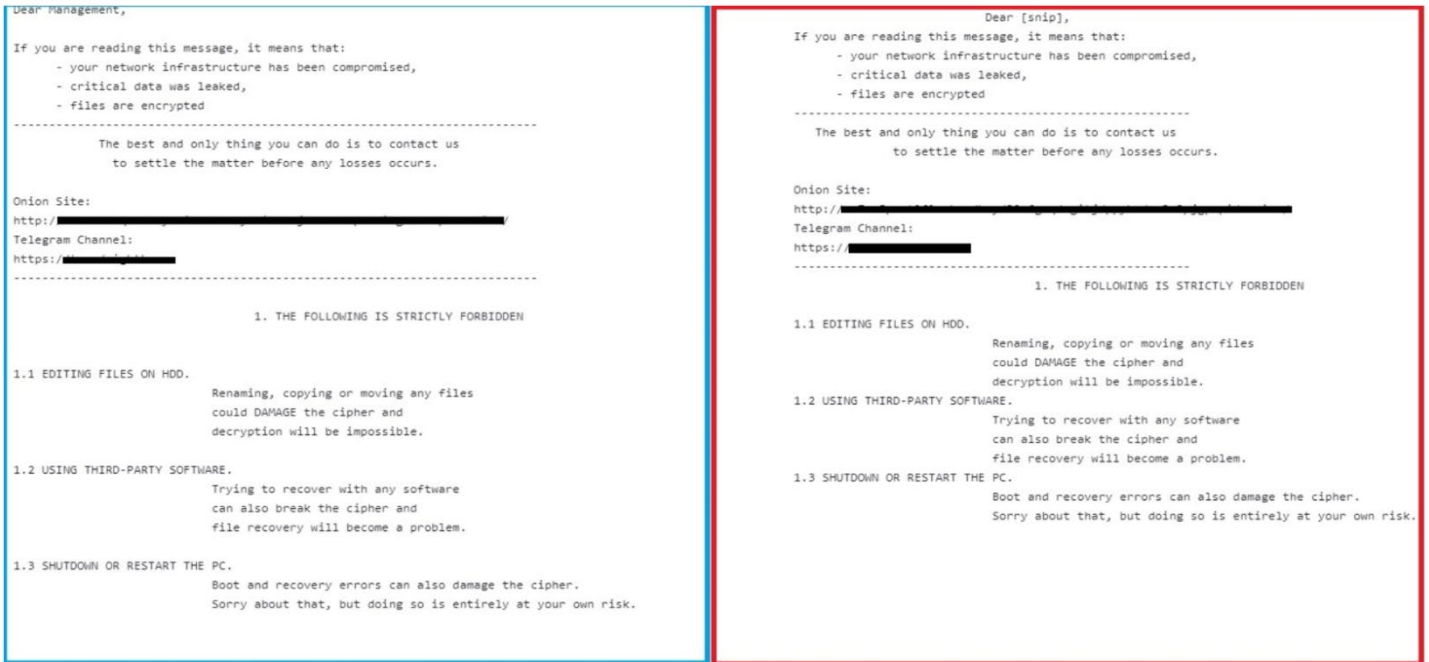 Dear Management,
If you are reading this message, it means that:
- your network infrastructure has been compromised,
- critical data was leaked,
- files are encrypted
--------------------------------------------------------------------------
The best and only thing you can do is to contact us
to settle the matter before any losses occurs.
Onion Site:
http:/
Telegram Channel:
https:/
--------------------------------------------------------------------------
1. THE FOLLOWING IS STRICTLY FORBIDDEN
1.1 EDITING FILES ON HDD.
Renaming, copying or moving any files
could DAMAGE the cipher and
decryption will be impossible.
1.2 USING THIRD-PARTY SOFTWARE.
Trying to recover with any software
can also break the cipher and
file recovery will become a problem.
1.3 SHUTDOWN OR RESTART THE PC.
Boot and recovery errors can also damage the cipher.
Sorry about that, but doing so is entirely at your own risk.
Dear [snip],
If you are reading this message, it means that:
- your network infrastructure has been compromised,
- critical data was leaked,
- files are encrypted
--------------------------------------------------------
The best and only thing you can do is to contact us
to settle the matter before any losses occurs.
Onion Site:
http://
Telegram Channel:
https://
--------------------------------------------------------
1. THE FOLLOWING IS STRICTLY FORBIDDEN
1.1 EDITING FILES ON HDD.
Renaming, copying or moving any files
could DAMAGE the cipher and
decryption will be impossible.
1.2 USING THIRD-PARTY SOFTWARE.
Trying to recover with any software
can also break the cipher and
file recovery will become a problem.
1.3 SHUTDOWN OR RESTART THE PC.
Boot and recovery errors can also damage the cipher.
Sorry about that, but doing so is entirely at your own risk.